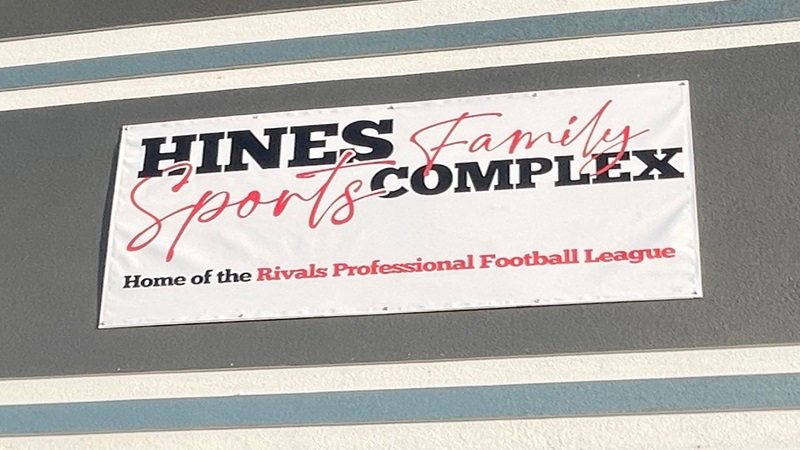 HINES Family
Sports COMPLEX
Home of the Rivals Professional Football League